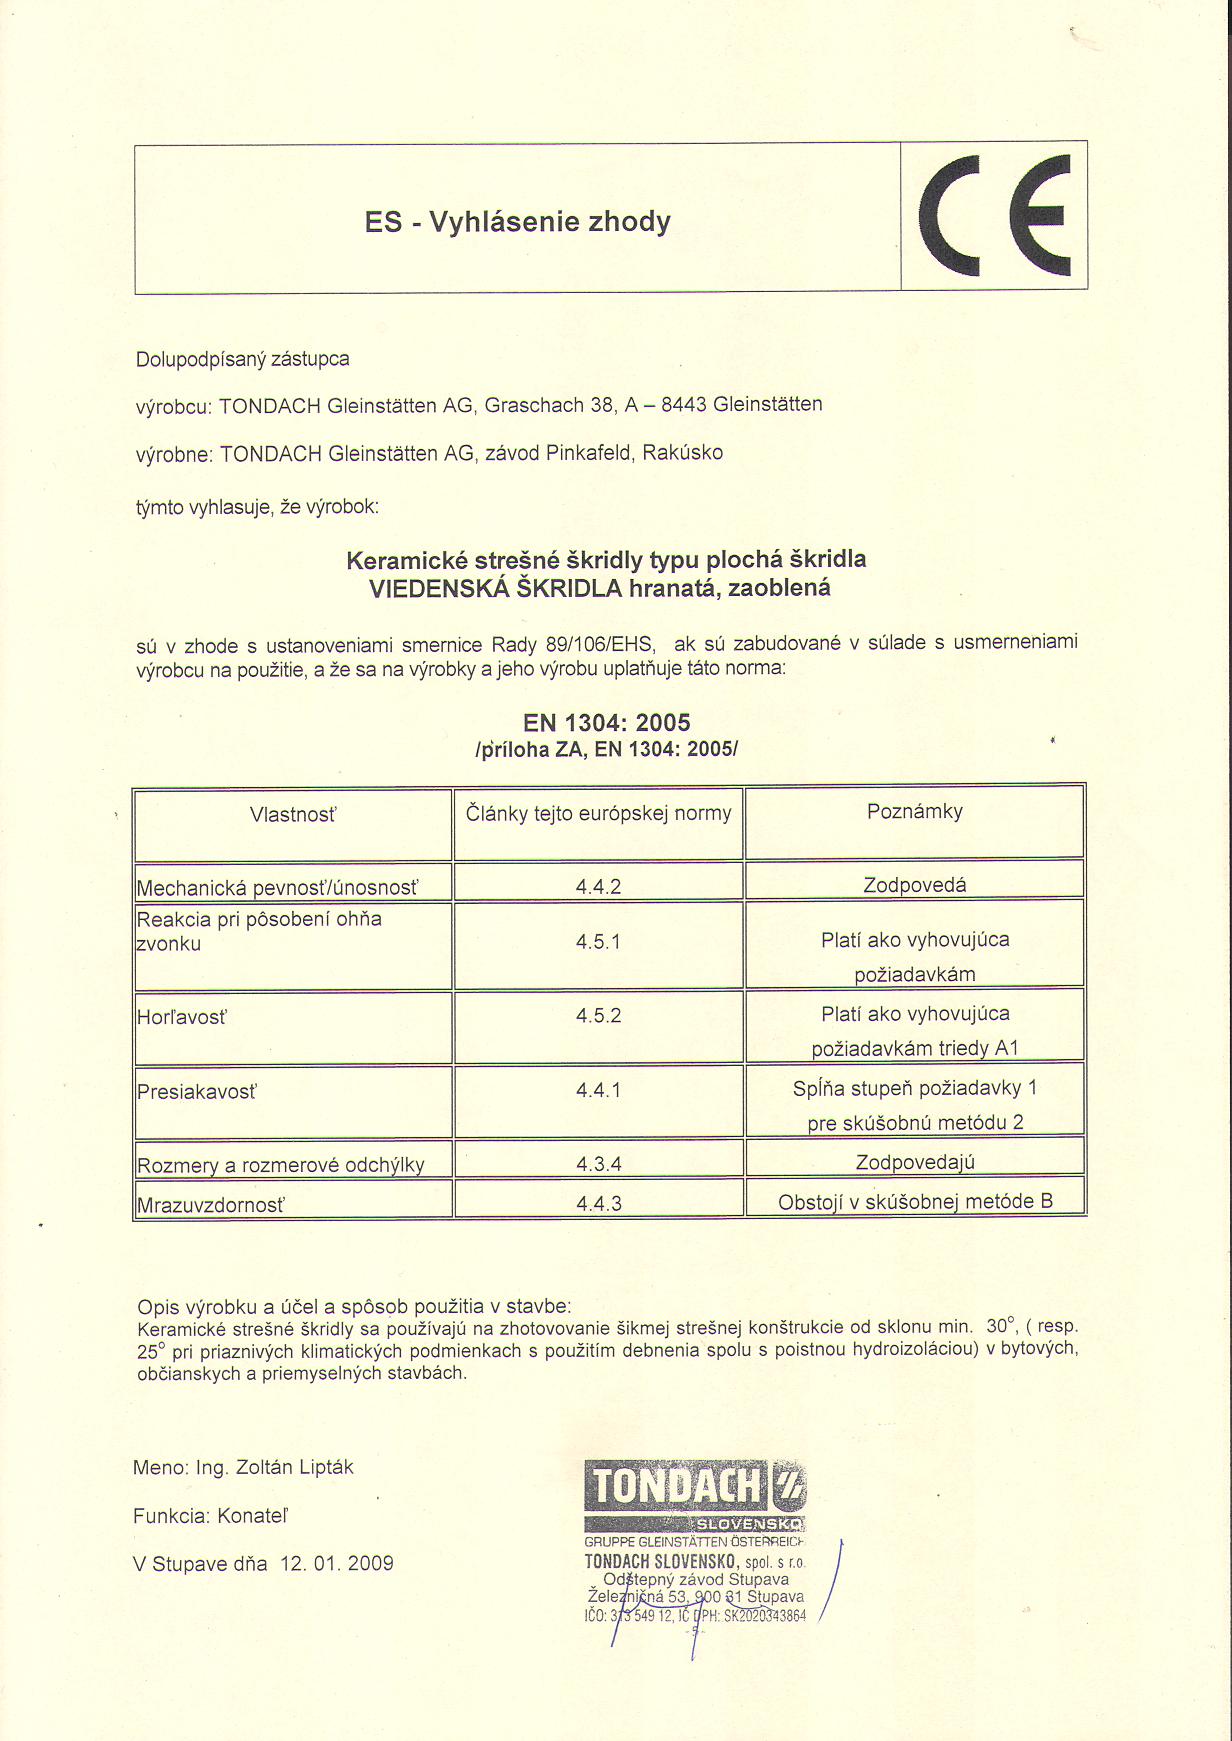 ES - Vyhlásenie zhody
CE
Dolupodpísaný zástupca
výrobcu: TONDACH Gleinstätten AG, Graschach 38, A – 8443 Gleinstätten
výrobne: TONDACH Gleinstätten AG, závod Pinkafeld, Rakúsko
týmto vyhlasuje, že výrobok:
Keramické strešné škridly typu plochá škridla
VIEDENSKÁ ŠKRIDLA hranatá, zaoblená
sú v zhode s ustanoveniami smernice Rady 89/106/EHS, ak sú zabudované v súlade s usmerneniami
výrobcu na použitie, a že sa na výrobky a jeho výrobu uplatňuje táto norma:
EN 1304: 2005
/príloha ZA, EN 1304: 2005/
Vlastnosť Články tejto európskej normy Poznámky
Mechanická pevnosť/únosnosť 4.4.2 Zodpovedá
Reakcia pri pôsobení ohňa
zvonku 4.5.1 Platí ako vyhovujúca
požiadavkám
Horľavosť 4.5.2 Platí ako vyhovujúca
požiadavkám triedy A1
Presiakavosť 4.4.1 Spĺňa stupeň požiadavky 1
pre skúšobnú metódu 2
Rozmery a rozmerové odchýlky 4.3.4 Zodpovedajú
Mrazuvzdornosť 4.4.3 Obstojí v skúšobnej metóde B
Opis výrobku a účel a spôsob použitia v stavbe:
Keramické strešné škridly sa používajú na zhotovovanie šikmej strešnej konštrukcie od sklonu min. 30°, ( resp.
25° pri priaznivých klimatických podmienkach s použitím debnenia spolu s poistnou hydroizoláciou) v bytových,
občianskych a priemyselných stavbách.
Meno: Ing. Zoltán Lipták
Funkcia: Konateľ
V Stupave dňa 12. 01. 2009
TONDACH
SLOVENSKO
GRUPPE GLEINSTÄTTEN ÖSTERREICH
TONDACH SLOVENSKO, spol. s r.o.
Odštepný závod Stupava
Železničná 53, 900 31 Stupava
IČO: 313 549 12, IČ DPH: SK2020343864
- 5 -